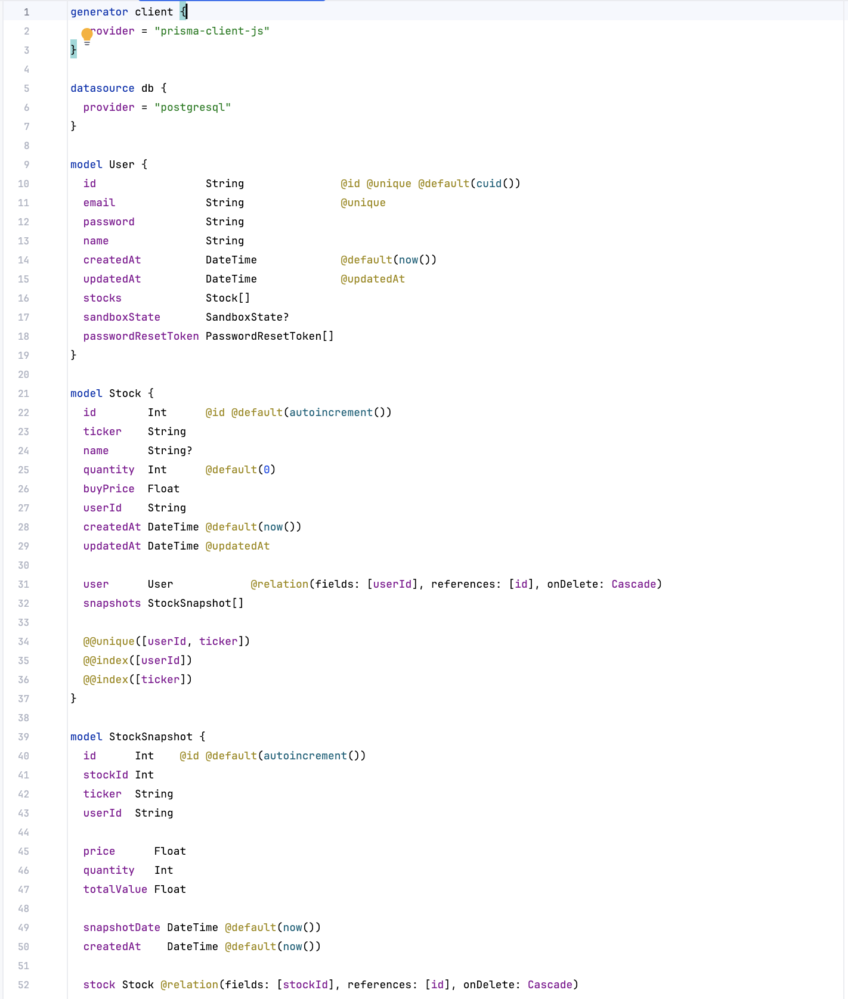 1 generator client {
2 provider = "prisma-client-js"
3 }
4
5 datasource db {
6 provider = "postgresql"
7 }
8
9 model User {
10 id String @id @unique @default(cuid())
11 email String @unique
12 password String
13 name String
14 createdAt DateTime @default(now())
15 updatedAt DateTime @updatedAt
16 stocks Stock[]
17 sandboxState SandboxState?
18 passwordResetToken PasswordResetToken[]
19 }
20
21 model Stock {
22 id Int @id @default(autoincrement())
23 ticker String
24 name String?
25 quantity Int @default(0)
26 buyPrice Float
27 userId String
28 createdAt DateTime @default(now())
29 updatedAt DateTime @updatedAt
30
31 user User @relation(fields: [userId], references: [id], onDelete: Cascade)
32 snapshots StockSnapshot[]
33
34 @@unique([userId, ticker])
35 @@index([userId])
36 @@index([ticker])
37 }
38
39 model StockSnapshot {
40 id Int @id @default(autoincrement())
41 stockId Int
42 ticker String
43 userId String
44
45 price Float
46 quantity Int
47 totalValue Float
48
49 snapshotDate DateTime @default(now())
50 createdAt DateTime @default(now())
51
52 stock Stock @relation(fields: [stockId], references: [id], onDelete: Cascade)